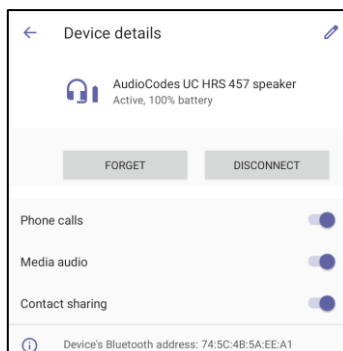 Device details
AudioCodes UC HRS 457 speaker
Active, 100% battery
FORGET
DISCONNECT
Phone calls
Media audio
Contact sharing
Device's Bluetooth address: 74:5C:4B:5A:EE:A1